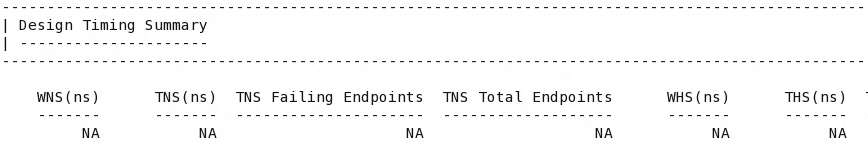 ------------------------------------------------------------------------------------------------
| Design Timing Summary
| ---------------------
------------------------------------------------------------------------------------------------
    WNS(ns)      TNS(ns)  TNS Failing Endpoints  TNS Total Endpoints      WHS(ns)      THS(ns)
    -------      -------  ---------------------  -------------------      -------      -------
         NA           NA                     NA                   NA           NA           NA